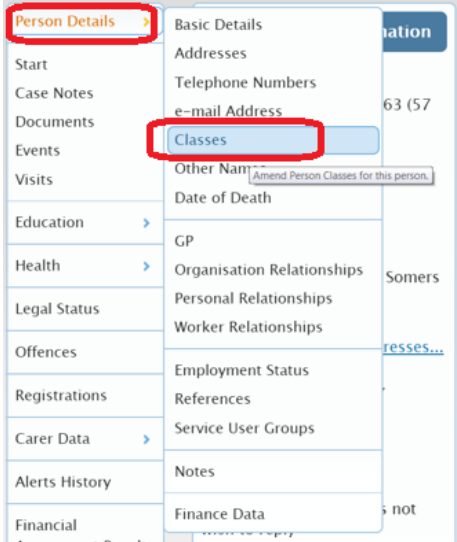 Person Details
Start
Case Notes
Documents
Events
Visits
Education
Health
Legal Status
Offences
Registrations
Carer Data
Alerts History
Financial
Basic Details
Addresses
Telephone Numbers
e-mail Address
Classes
Other
Amend Person Classes for this person.
Date of Death
GP
Organisation Relationships
Personal Relationships
Worker Relationships
Employment Status
References
Service User Groups
Notes
Finance Data
ation
63 (57
Somers
resses...
s not